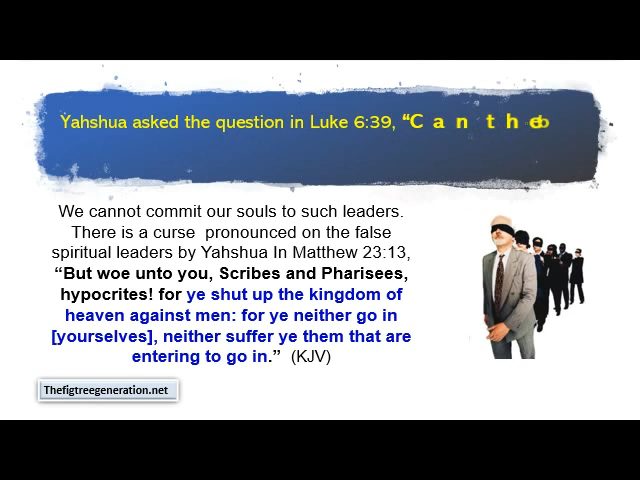 Yahshua asked the question in Luke 6:39, “C a n t h e
We cannot commit our souls to such leaders.
There is a curse pronounced on the false
spiritual leaders by Yahshua In Matthew 23:13,
“But woe unto you, Scribes and Pharisees,
hypocrites! for ye shut up the kingdom of
heaven against men: for ye neither go in
[yourselves], neither suffer ye them that are
entering to go in.” (KJV)
Thefigtreegeneration.net